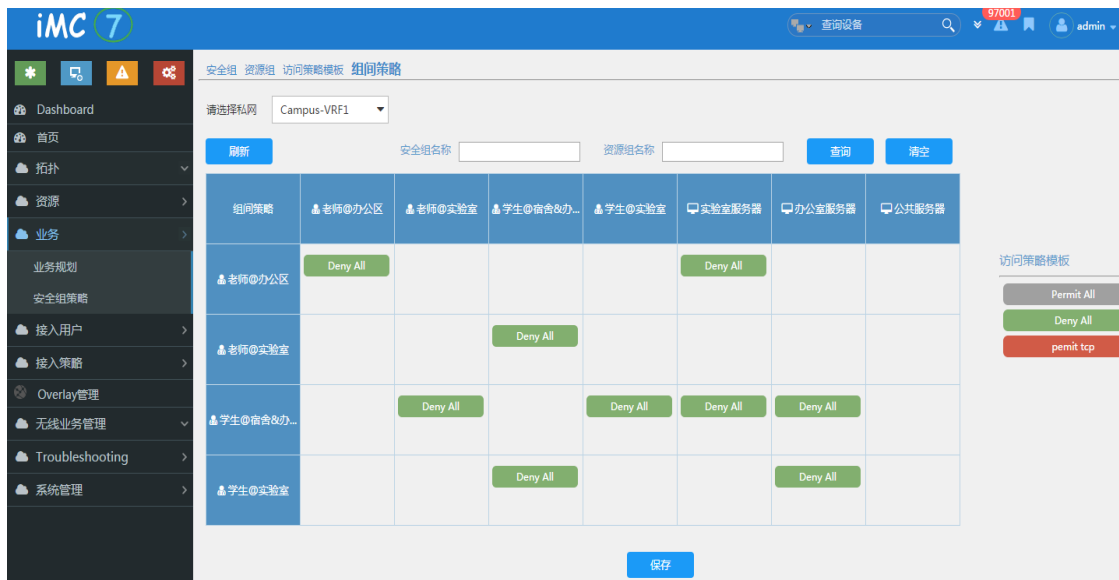 iMC 7
查询设备
97001
admin
安全组 资源组 访问策略模板 组间策略
Dashboard
首页
拓扑
资源
业务
业务规划
安全组策略
接入用户
接入策略
Overlay管理
无线业务管理
Troubleshooting
系统管理
请选择私网 Campus-VRF1
刷新 安全组名称 资源组名称 查询 清空
组间策略 老师@办公区 老师@实验室 学生@宿舍&办... 学生@实验室 实验室服务器 办公室服务器 公共服务器
老师@办公区 Deny All Deny All
老师@实验室 Deny All
学生@宿舍&办... Deny All Deny All Deny All Deny All
学生@实验室 Deny All Deny All
访问策略模板
Permit All
Deny All
pemit tcp
保存